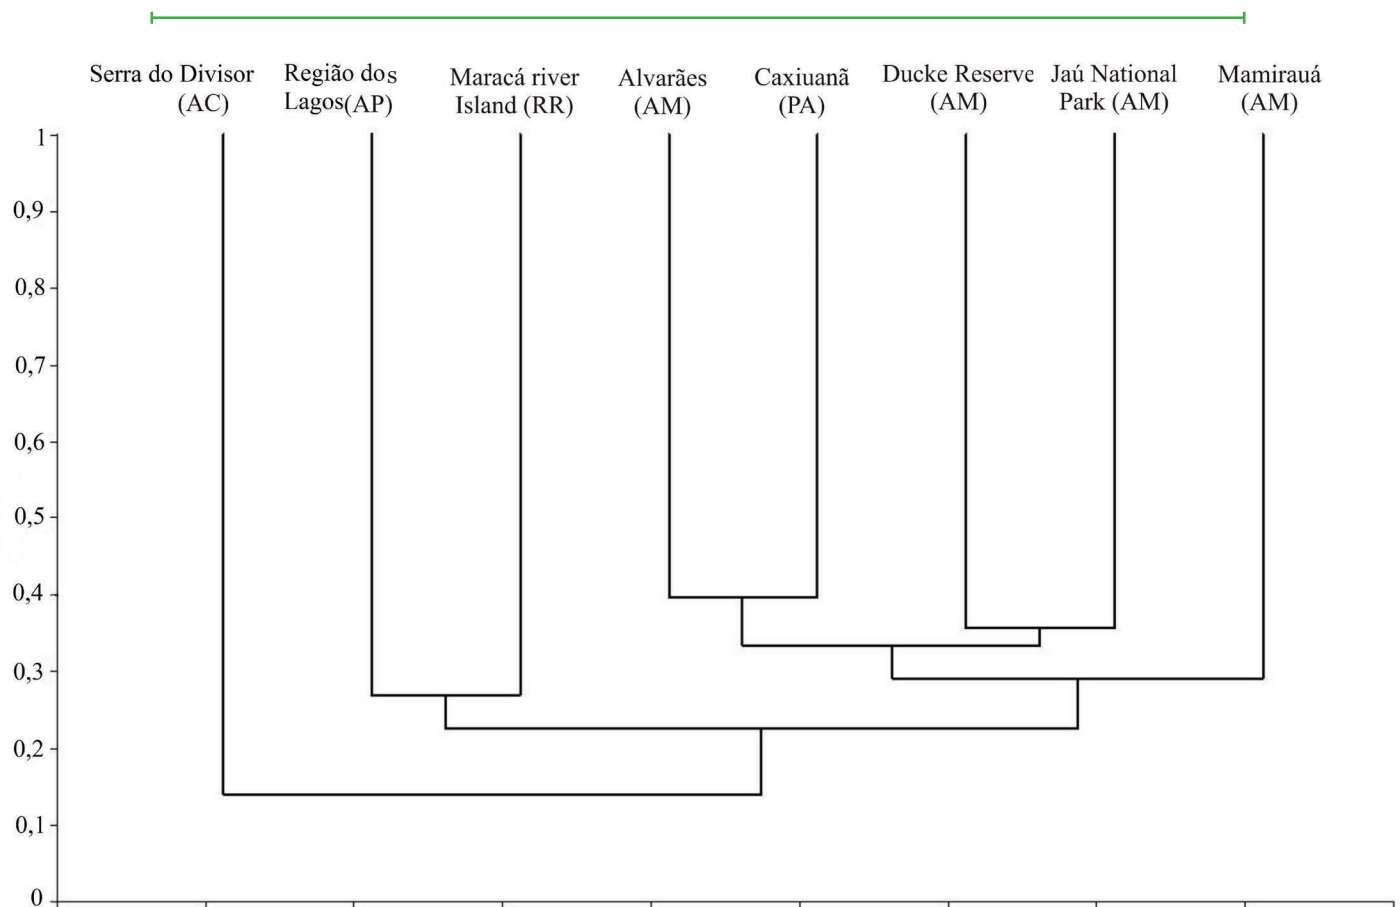 Serra do Divisor
(AC)
Região dos
Lagos(AP)
Maracá river
Island (RR)
Alvarães
(AM)
Caxiuanã
(PA)
Ducke Reserve
(AM)
Jaú National
Park (AM)
Mamirauá
(AM)
1
0,9
0,8
0,7
0,6
0,5
0,4
0,3
0,2
0,1
0